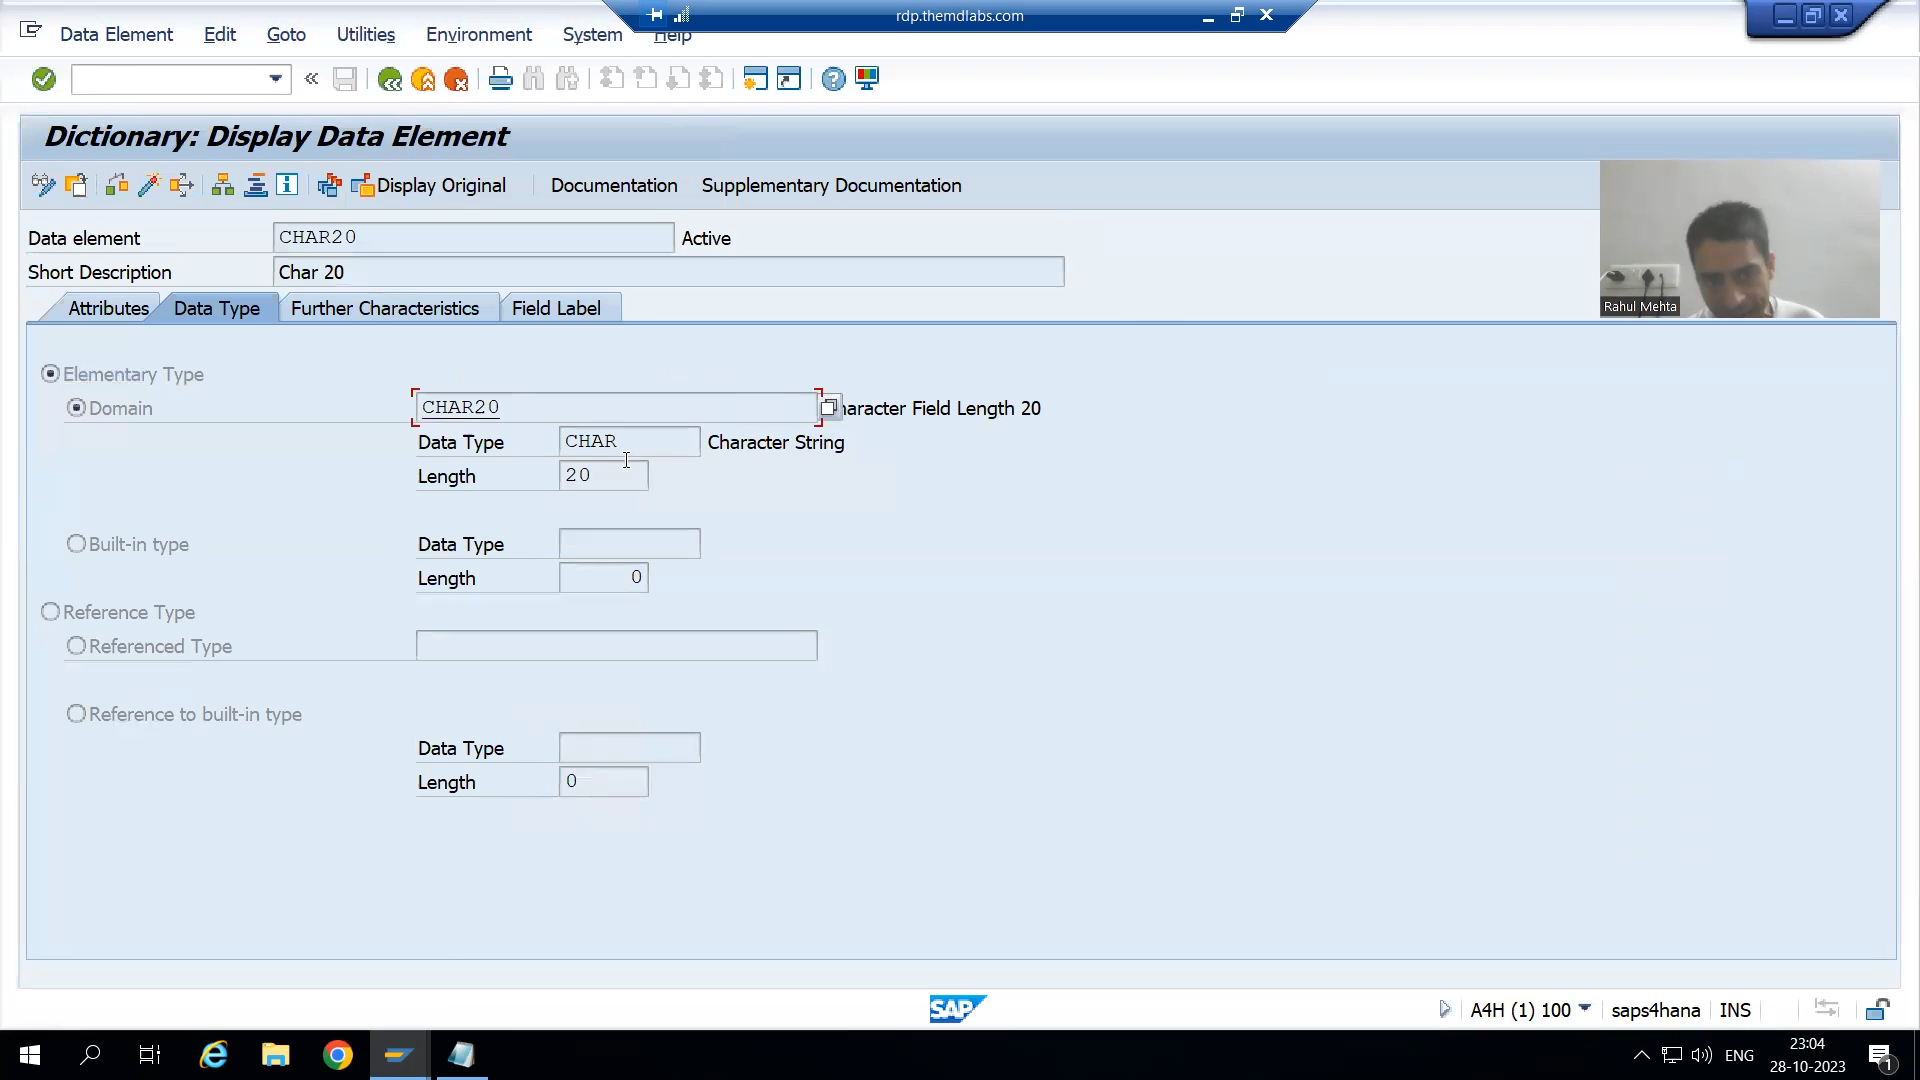 rdp.themdlabs.com
Data Element Edit Goto Utilities Environment System Help
Dictionary: Display Data Element
Display Original Documentation Supplementary Documentation
Data element CHAR20 Active
Short Description Char 20
Attributes Data Type Further Characteristics Field Label
Rahul Mehta
Elementary Type
Domain CHAR20 haracter Field Length 20
Data Type CHAR Character String
Length 20
Built-in type Data Type
Length 0
Reference Type
Referenced Type
Reference to built-in type
Data Type
Length 0
SAP A4H (1) 100 saps4hana INS
ENG 23:04
28-10-2023 1